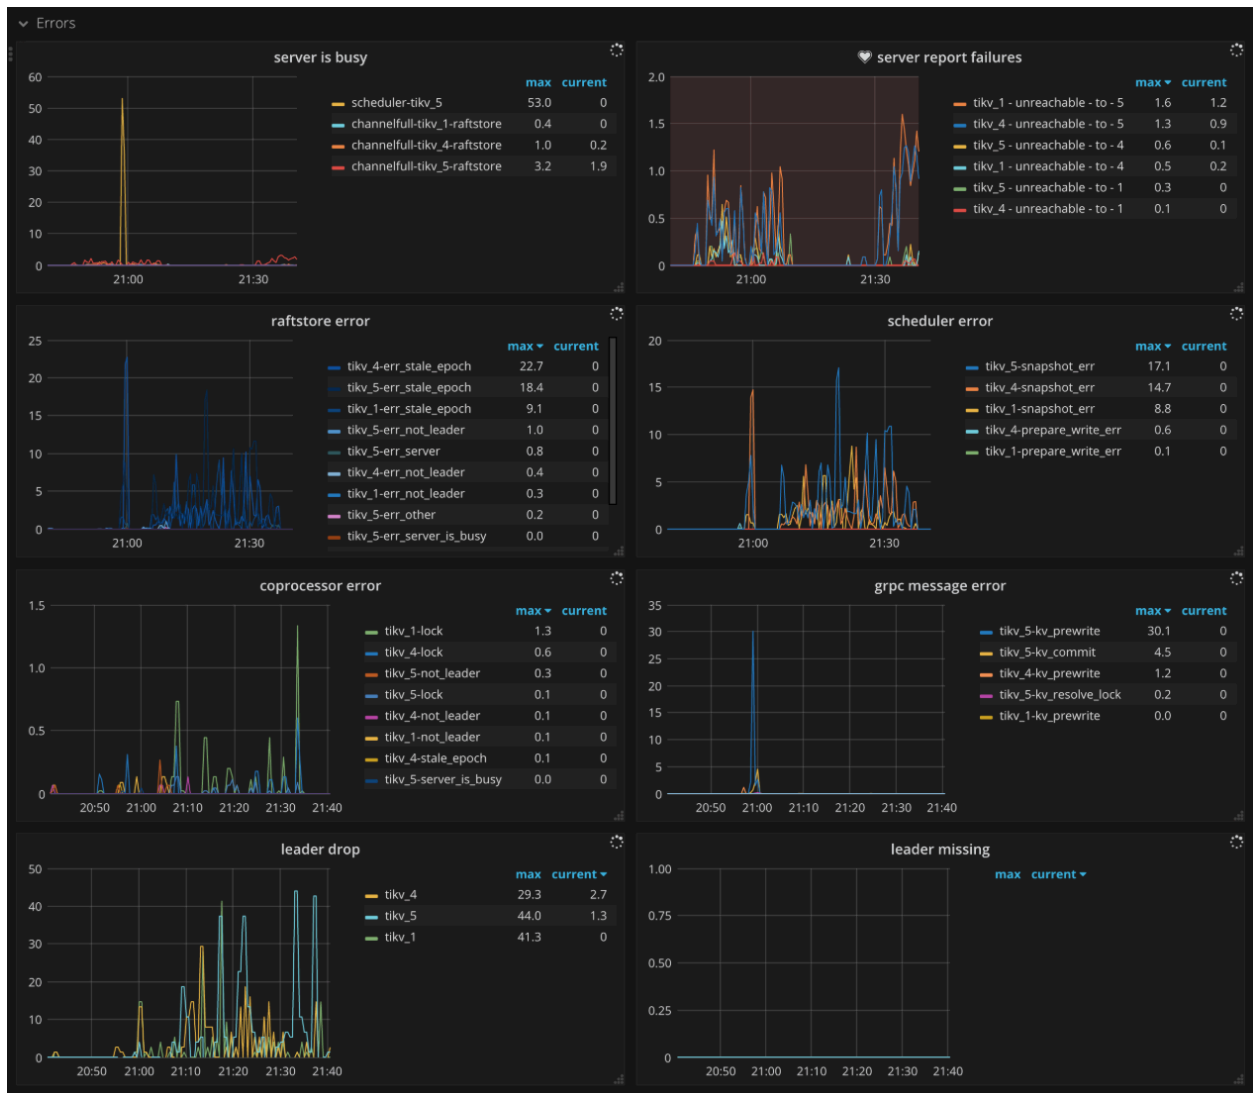 Errors
server is busy
max current
60
50
40
30
20
10
0
21:00 21:30
scheduler-tikv_5 53.0 0
channelfull-tikv_1-raftstore 0.4 0
channelfull-tikv_4-raftstore 1.0 0.2
channelfull-tikv_5-raftstore 3.2 1.9
server report failures
max current
2.0
1.5
1.0
0.5
0
21:00 21:30
tikv_1 - unreachable - to - 5 1.6 1.2
tikv_4 - unreachable - to - 5 1.3 0.9
tikv_5 - unreachable - to - 4 0.6 0.1
tikv_1 - unreachable - to - 4 0.5 0.2
tikv_5 - unreachable - to - 1 0.3 0
tikv_4 - unreachable - to - 1 0.1 0
raftstore error
max current
25
20
15
10
5
0
21:00 21:30
tikv_4-err_stale_epoch 22.7 0
tikv_5-err_stale_epoch 18.4 0
tikv_1-err_stale_epoch 9.1 0
tikv_5-err_not_leader 1.0 0
tikv_5-err_server 0.8 0
tikv_4-err_not_leader 0.4 0
tikv_1-err_not_leader 0.3 0
tikv_5-err_other 0.2 0
tikv_5-err_server_is_busy 0.0 0
scheduler error
max current
20
15
10
5
0
21:00 21:30
tikv_5-snapshot_err 17.1 0
tikv_4-snapshot_err 14.7 0
tikv_1-snapshot_err 8.8 0
tikv_4-prepare_write_err 0.6 0
tikv_1-prepare_write_err 0.1 0
coprocessor error
max current
1.5
1.0
0.5
0
20:50 21:00 21:10 21:20 21:30 21:40
tikv_1-lock 1.3 0
tikv_4-lock 0.6 0
tikv_5-not_leader 0.3 0
tikv_5-lock 0.1 0
tikv_4-not_leader 0.1 0
tikv_1-not_leader 0.1 0
tikv_4-stale_epoch 0.1 0
tikv_5-server_is_busy 0.0 0
grpc message error
max current
35
30
25
20
15
10
5
0
20:50 21:00 21:10 21:20 21:30 21:40
tikv_5-kv_prewrite 30.1 0
tikv_5-kv_commit 4.5 0
tikv_4-kv_prewrite 1.2 0
tikv_5-kv_resolve_lock 0.2 0
tikv_1-kv_prewrite 0.0 0
leader drop
max current
50
40
30
20
10
0
20:50 21:00 21:10 21:20 21:30 21:40
tikv_4 29.3 2.7
tikv_5 44.0 1.3
tikv_1 41.3 0
leader missing
max current
1.00
0.75
0.50
0.25
0
20:50 21:00 21:10 21:20 21:30 21:40